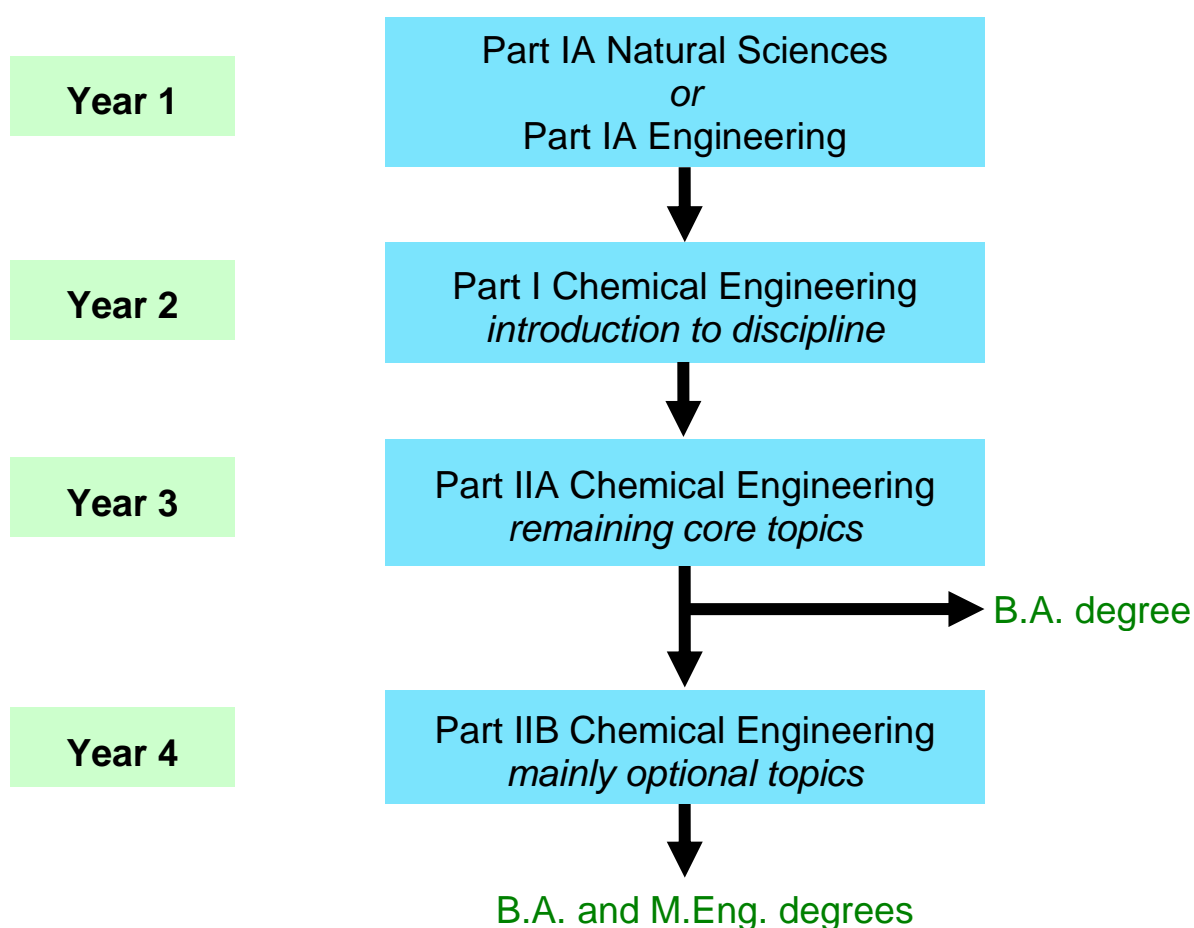 Year 1
Part IA Natural Sciences
or
Part IA Engineering
Year 2
Part I Chemical Engineering
introduction to discipline
Year 3
Part IIA Chemical Engineering
remaining core topics
B.A. degree
Year 4
Part IIB Chemical Engineering
mainly optional topics
B.A. and M.Eng. degrees